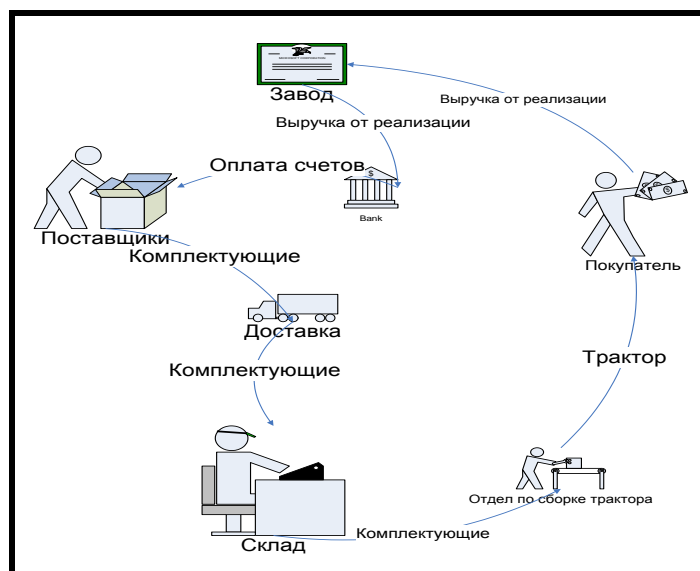 Завод
Выручка от реализации
Выручка от реализации
Оплата счетов
$
Bank
Поставщики
Комплектующие
Покупатель
Доставка
Трактор
Комплектующие
Отдел по сборке трактора
Комплектующие
Склад